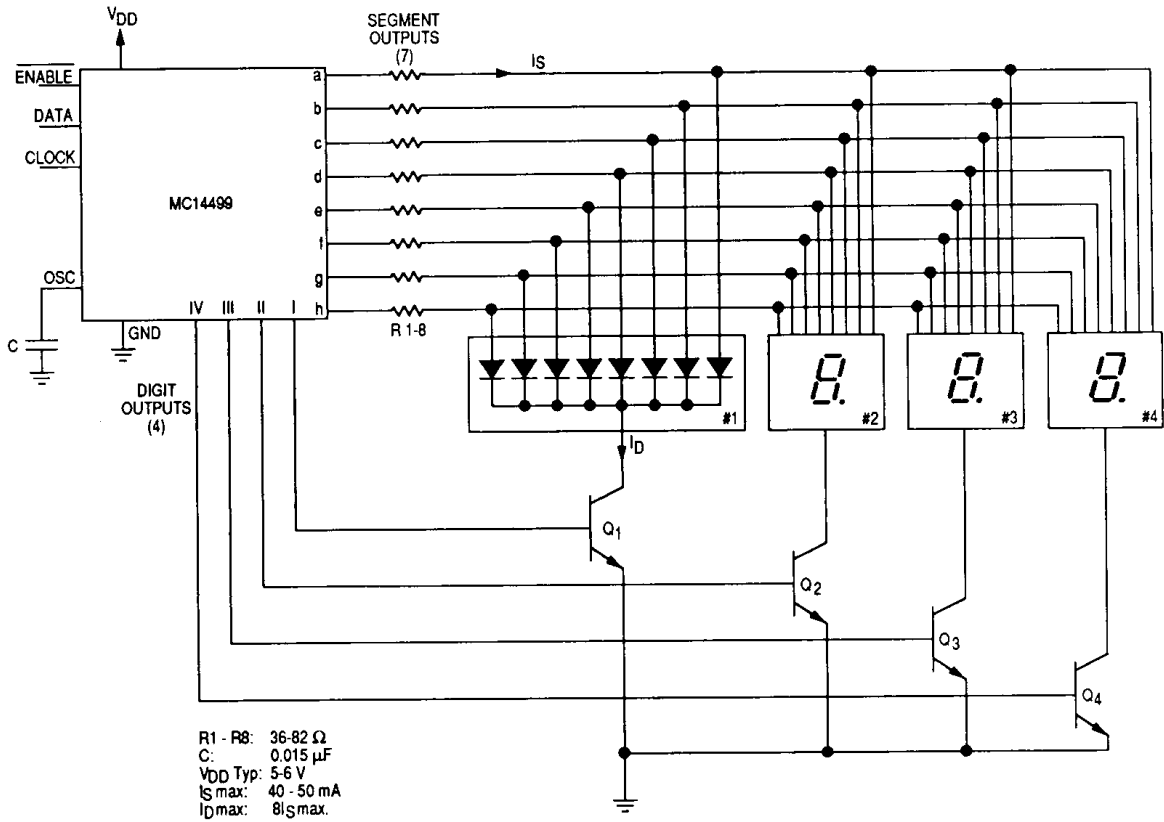 VDD
SEGMENT
OUTPUTS
(7)
IS
ENABLE
DATA
CLOCK
OSC
MC14499
a
b
c
d
e
f
g
h
IV III II I
R 1-8
GND
C
DIGIT
OUTPUTS
(4)
#1
#2
#3
#4
ID
Q1
Q2
Q3
Q4
R1 - R8: 36-82 Ω
C: 0.015 µF
VDD Typ: 5-6 V
IS max: 40 - 50 mA
ID max: 8IS max.